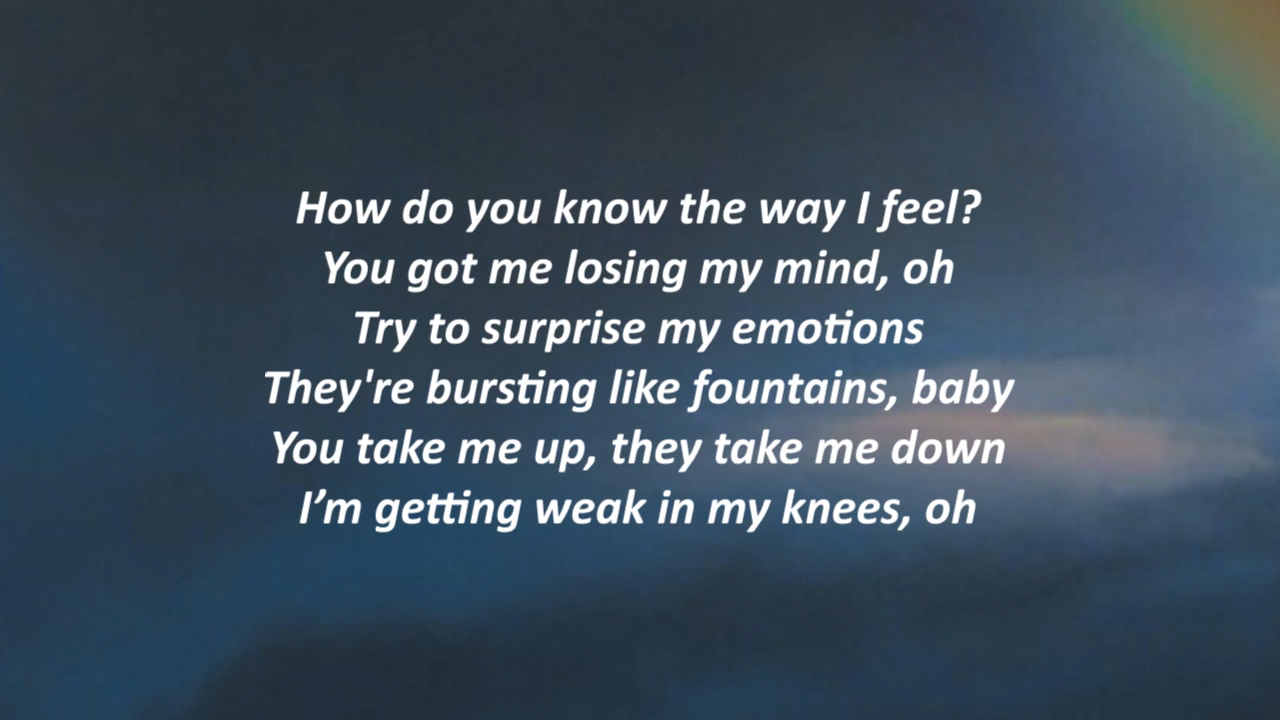 How do you know the way I feel?
You got me losing my mind, oh
Try to surprise my emotions
They're bursting like fountains, baby
You take me up, they take me down
I’m getting weak in my knees, oh